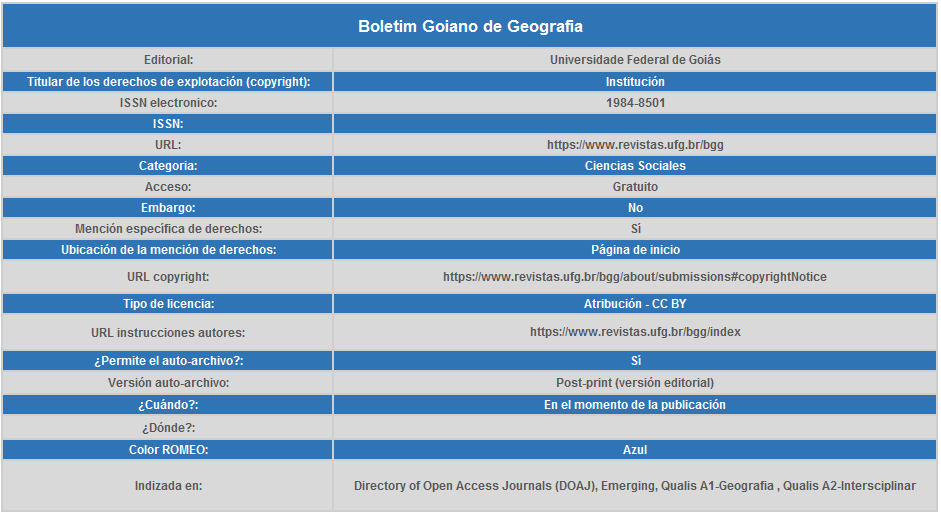 Boletim Goiano de Geografia
Editorial: Universidade Federal de Goiás
Titular de los derechos de explotación (copyright): Institución
ISSN electronico: 1984-8501
ISSN:
URL: https://www.revistas.ufg.br/bgg
Categoria: Ciencias Sociales
Acceso: Gratuito
Embargo: No
Mención específica de derechos: Sí
Ubicación de la mención de derechos: Página de inicio
URL copyright: https://www.revistas.ufg.br/bgg/about/submissions#copyrightNotice
Tipo de licencia: Atribución - CC BY
URL instrucciones autores: https://www.revistas.ufg.br/bgg/index
¿Permite el auto-archivo?: Sí
Versión auto-archivo: Post-print (versión editorial)
¿Cuándo?: En el momento de la publicación
¿Dónde?:
Color ROMEO: Azul
Indizada en: Directory of Open Access Journals (DOAJ), Emerging, Qualis A1-Geografia , Qualis A2-Intersciplinar